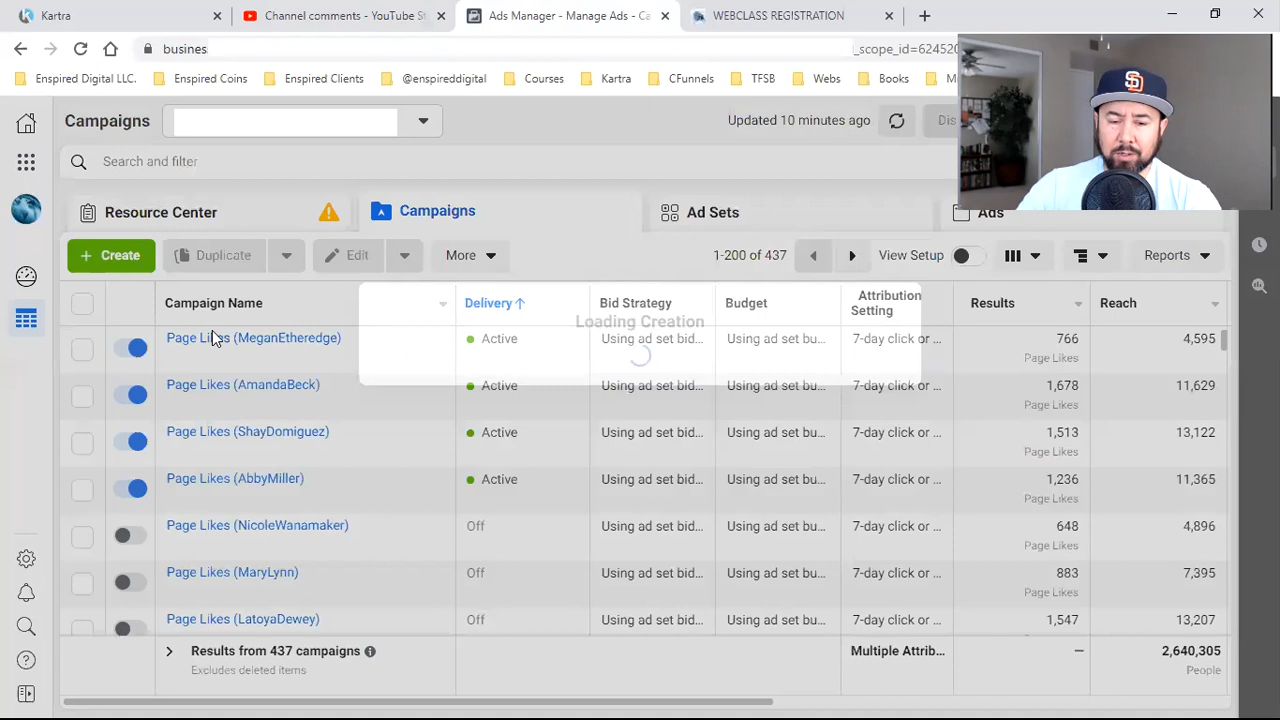 Kartra
Channel comments - YouTube St
Ads Manager - Manage Ads - Ca
WEBCLASS REGISTRATION
busines
_scope_id=624520
Enspired Digital LLC.
Enspired Coins
Enspired Clients
@enspireddigital
Courses
Kartra
CFunnels
TFSB
Webs
Books
Campaigns
Updated 10 minutes ago
Dis
Search and filter
Resource Center
Campaigns
Ad Sets
Ads
+ Create
Duplicate
Edit
More
1-200 of 437
View Setup
Reports
Campaign Name
Delivery ↑
Bid Strategy
Budget
Attribution
Setting
Results
Reach
Loading Creation
Page Likes (MeganEtheredge)
Active
Using ad set bid...
Using ad set bu...
7-day click or ...
766
Page Likes
4,595
Page Likes (AmandaBeck)
Active
Using ad set bid...
Using ad set bu...
7-day click or ...
1,678
Page Likes
11,629
Page Likes (ShayDomiguez)
Active
Using ad set bid...
Using ad set bu...
7-day click or ...
1,513
Page Likes
13,122
Page Likes (AbbyMiller)
Active
Using ad set bid...
Using ad set bu...
7-day click or ...
1,236
Page Likes
11,365
Page Likes (NicoleWanamaker)
Off
Using ad set bid...
Using ad set bu...
7-day click or ...
648
Page Likes
4,896
Page Likes (MaryLynn)
Off
Using ad set bid...
Using ad set bu...
7-day click or ...
883
Page Likes
7,395
Page Likes (LatoyaDewey)
Off
Using ad set bid...
Using ad set bu...
7-day click or ...
1,547
13,207
Results from 437 campaigns
Excludes deleted items
Multiple Attrib...
—
2,640,305
People